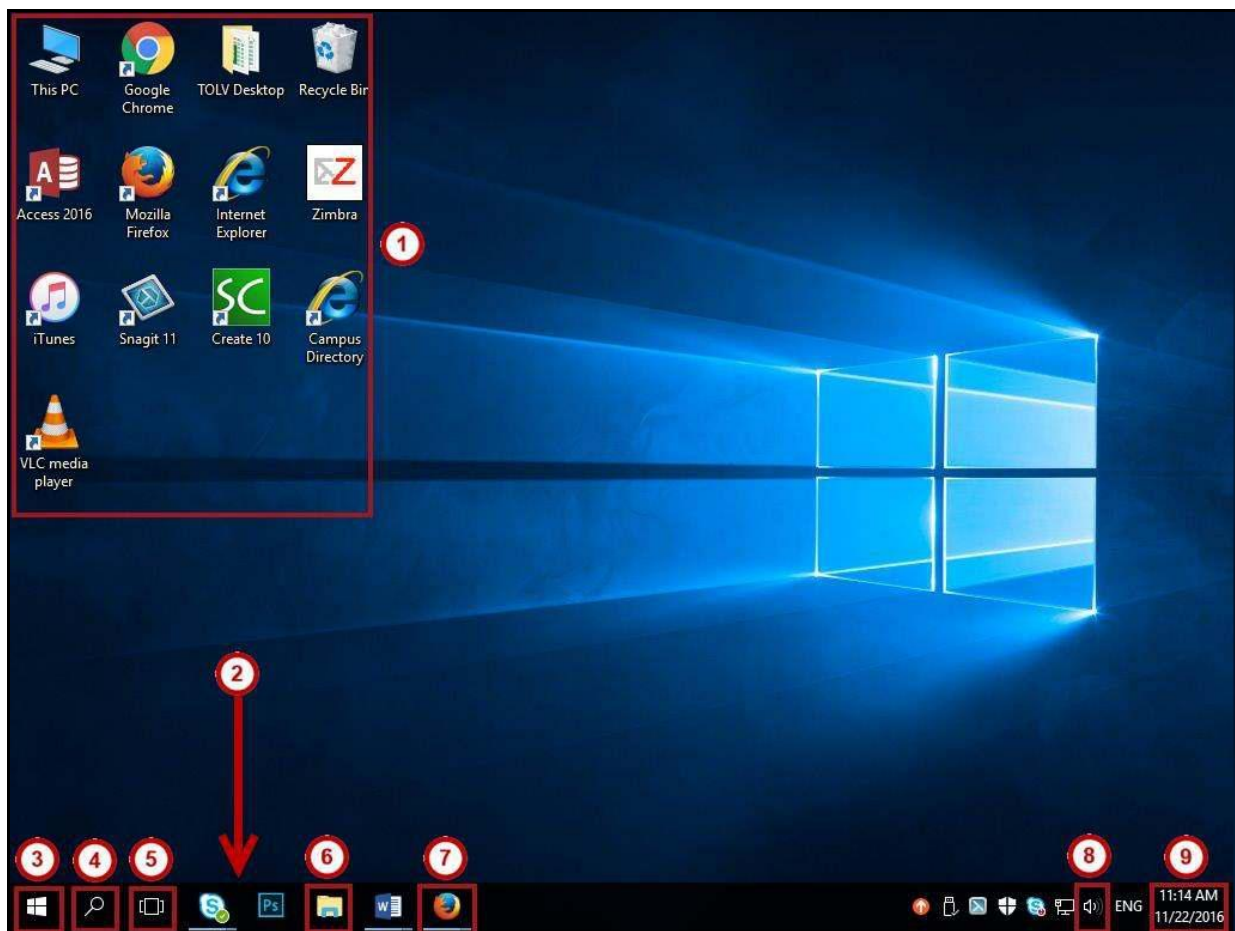 This PC
Google
Chrome
TOLV Desktop
Recycle Bin
Access 2016
Mozilla
Firefox
Internet
Explorer
Zimbra
1
iTunes
Snagit 11
Create 10
Campus
Directory
VLC media
player
2
3
4
5
6
7
8
9
Ps
ENG
11:14 AM
11/22/2016